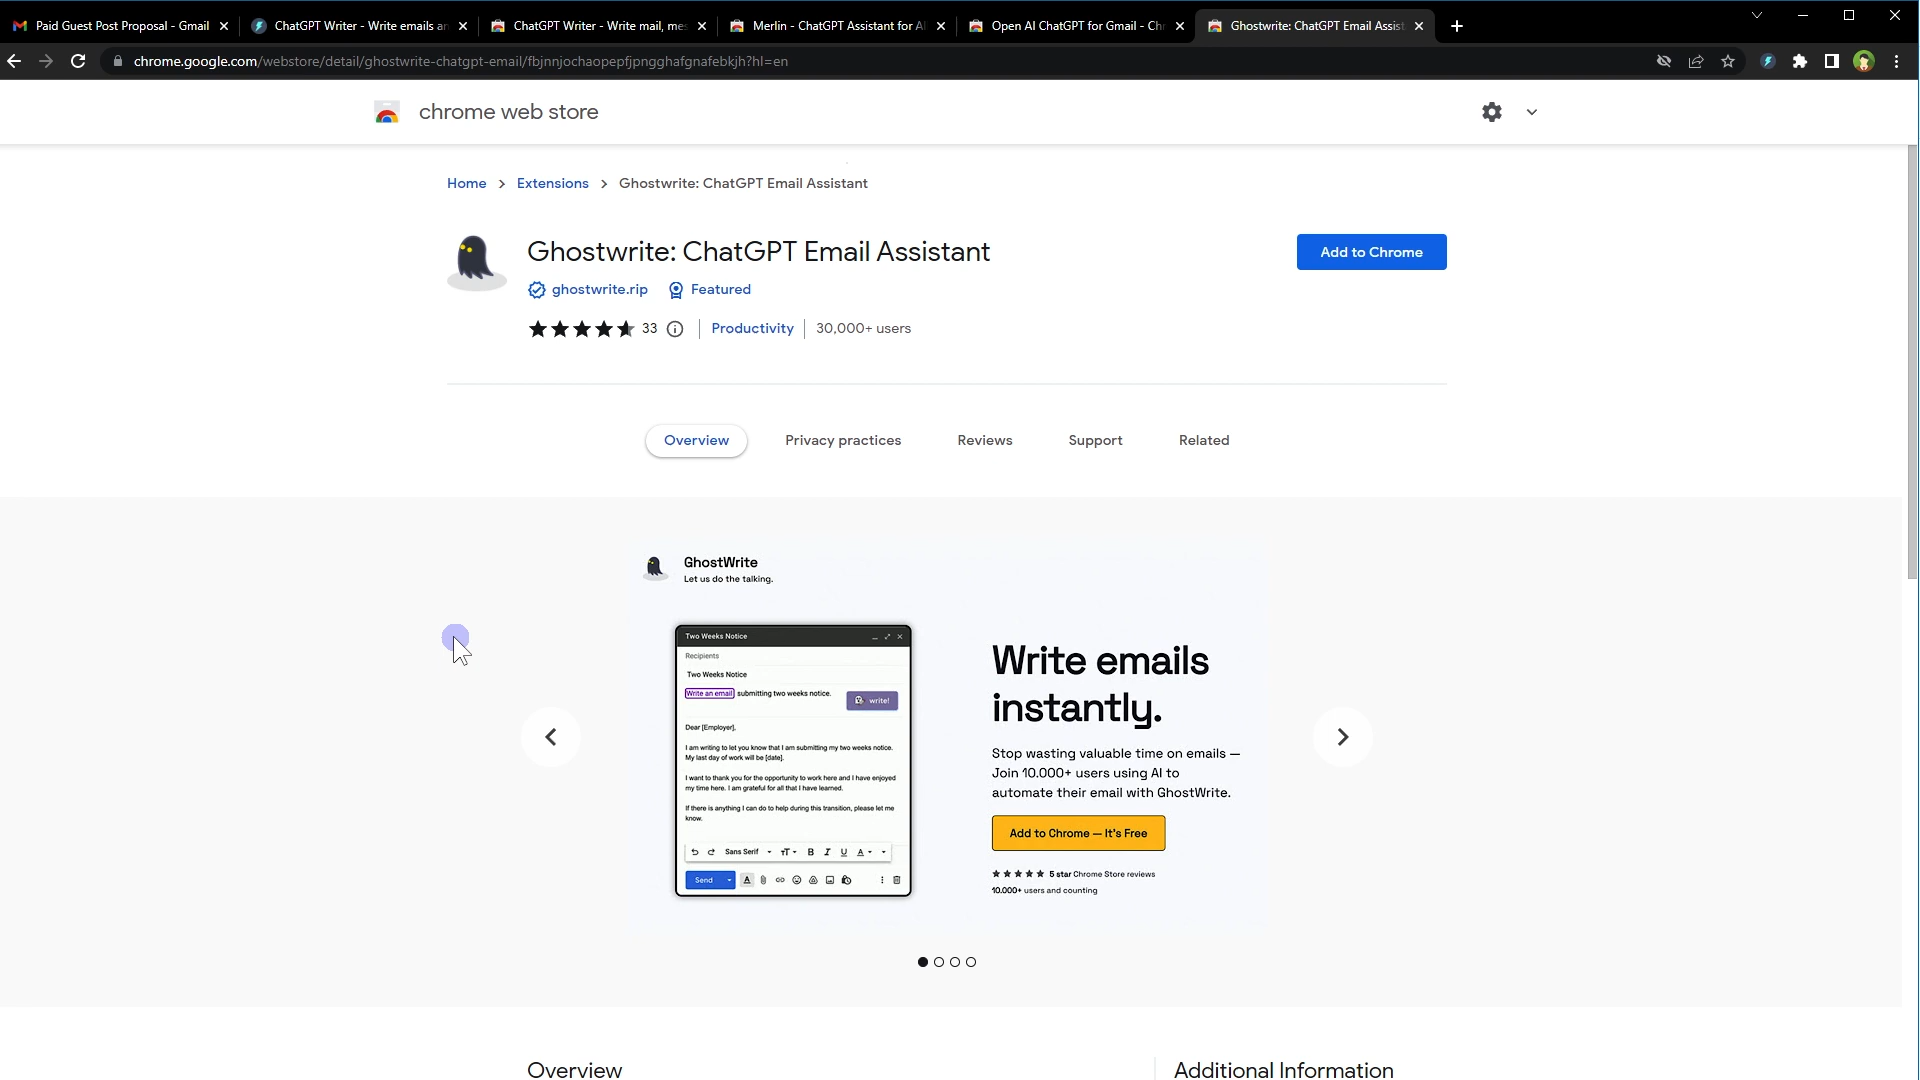 Paid Guest Post Proposal - Gmail
ChatGPT Writer - Write emails an
ChatGPT Writer - Write mail, mes
Merlin - ChatGPT Assistant for Al
Open AI ChatGPT for Gmail - Chr
Ghostwrite: ChatGPT Email Assist
chrome.google.com/webstore/detail/ghostwrite-chatgpt-email/fbjnnjochaopepfjpngghafgnafebkjh?hl=en
chrome web store
Home > Extensions > Ghostwrite: ChatGPT Email Assistant
Ghostwrite: ChatGPT Email Assistant
Add to Chrome
ghostwrite.rip Featured
33 Productivity 30,000+ users
Overview Privacy practices Reviews Support Related
GhostWrite
Let us do the talking.
Two Weeks Notice
Recipients
Two Weeks Notice
Write an email submitting two weeks notice.
write!
Dear [Employer],
I am writing to let you know that I am submitting my two weeks notice.
My last day of work will be [date].
I want to thank you for the opportunity to work here and I have enjoyed
my time here. I am grateful for all that I have learned.
If there is anything I can do to help during this transition, please let me
know.
Sans Serif
Send
Write emails
instantly.
Stop wasting valuable time on emails —
Join 10.000+ users using AI to
automate their email with GhostWrite.
Add to Chrome — It's Free
5 star Chrome Store reviews
10.000+ users and counting
Overview
Additional Information